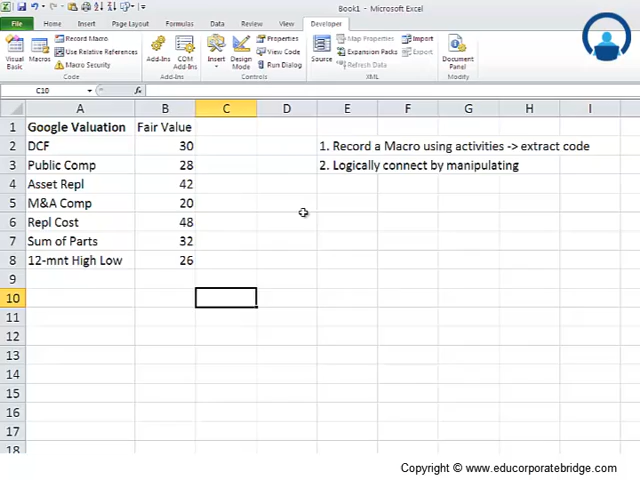 Book1 - Microsoft Excel
File Home Insert Page Layout Formulas Data Review View Developer
Visual Basic
Macros
Record Macro
Use Relative References
Macro Security
Code
Add-Ins
COM Add-Ins
Add-Ins
Insert
Design Mode
Properties
View Code
Run Dialog
Controls
Source
Map Properties
Expansion Packs
Refresh Data
Import
Export
XML
Document Panel
Modify
C10 fx
A B C D E F G H I
1 Google Valuation Fair Value
2 DCF 30 1. Record a Macro using activities -> extract code
3 Public Comp 28 2. Logically connect by manipulating
4 Asset Repl 42
5 M&A Comp 20
6 Repl Cost 48
7 Sum of Parts 32
8 12-mnt High Low 26
9
10
11
12
13
14
15
16
17
18
Copyright © www.educorporatebridge.com